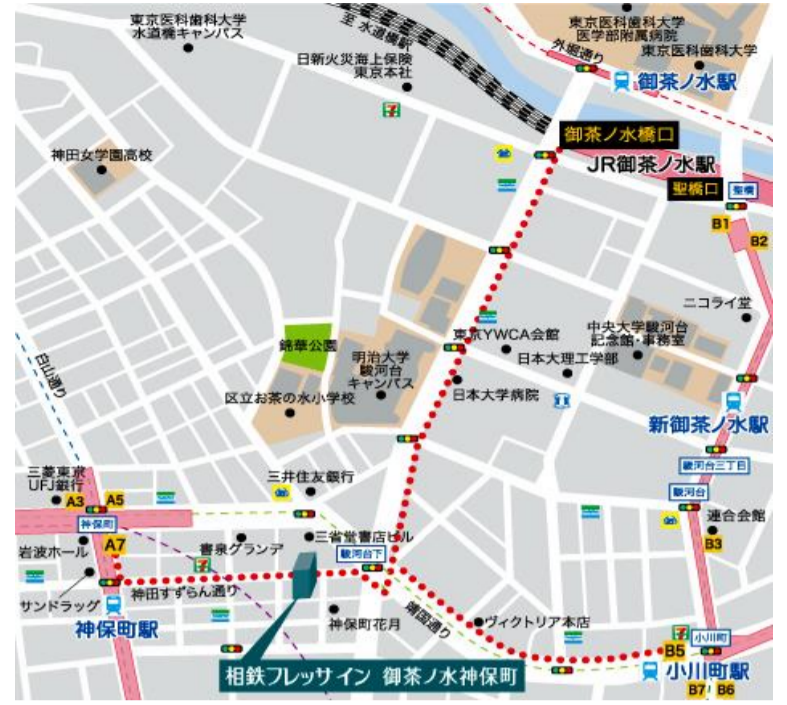 東京医科歯科大学
水道橋キャンパス
至 水道橋駅
日新火災海上保険
東京本社
東京医科歯科大学
医学部附属病院
外堀通り
東京医科歯科大学
御茶ノ水駅
御茶ノ水橋口
JR御茶ノ水駅
聖橋口
聖橋
B1
B2
7
神田女学園高校
ニコライ堂
東京YWCA会館
中央大学駿河台
記念館・事務室
日本大理工学部
日本大学病院
錦華公園
明治大学
駿河台
キャンパス
区立お茶の水小学校
白山通り
新御茶ノ水駅
駿河台三丁目
駿河台
連合会館
B3
三菱東京
UFJ銀行
A3
A5
神保町
A7
三井住友銀行
三省堂書店ビル
書泉グランデ
駿河台下
岩波ホール
7
サンドラッグ
神田すずらん通り
神保町駅
神保町花月
靖国通り
ヴィクトリア本店
7
小川町
B5
小川町駅
B7
B6
相鉄フレッサイン 御茶ノ水神保町